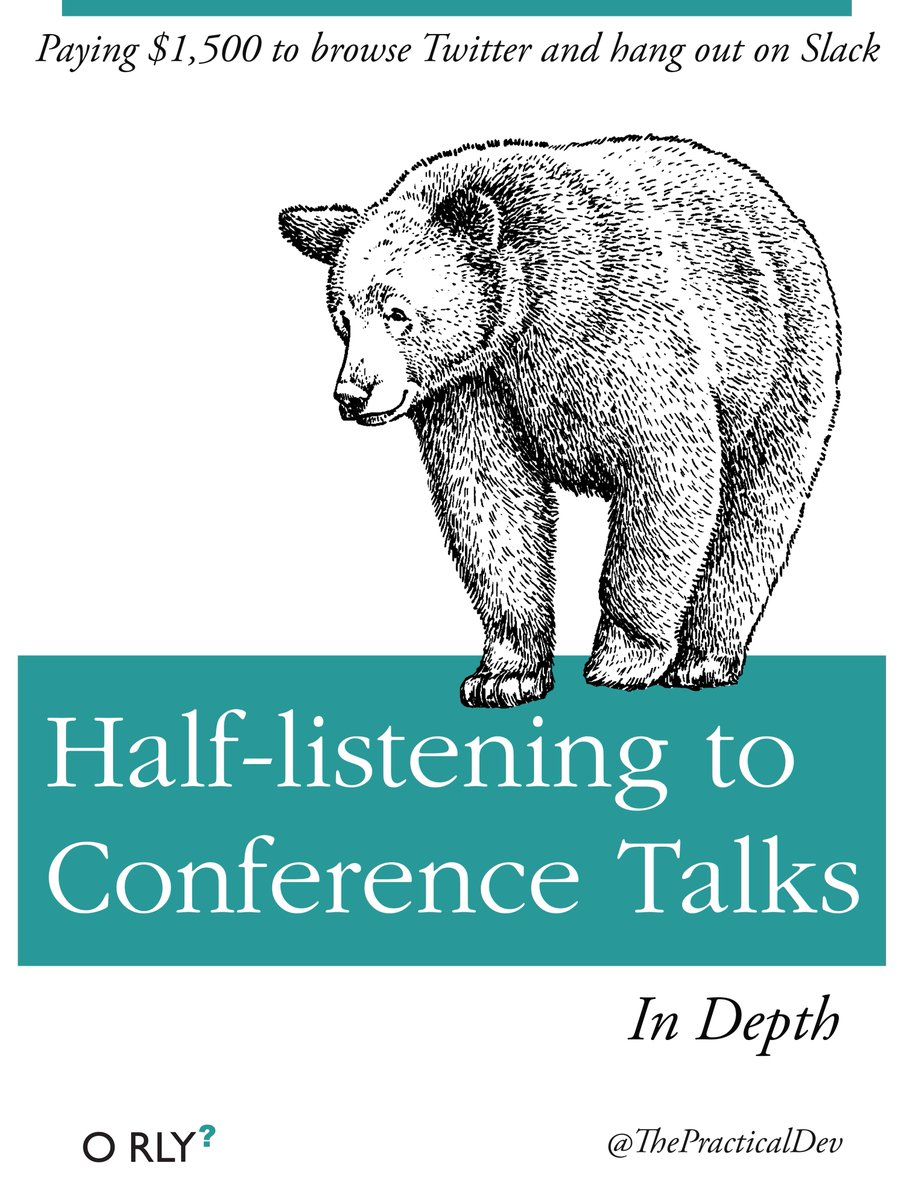 Paying $1,500 to browse Twitter and hang out on Slack
Half-listening to
Conference Talks
In Depth
O RLY?
@ThePracticalDev